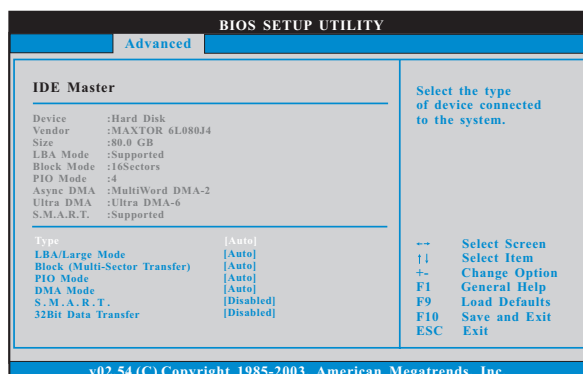 BIOS SETUP UTILITY
Advanced
IDE Master
Device :Hard Disk
Vendor :MAXTOR 6L080J4
Size :80.0 GB
LBA Mode :Supported
Block Mode :16Sectors
PIO Mode :4
Async DMA :MultiWord DMA-2
Ultra DMA :Ultra DMA-6
S.M.A.R.T. :Supported
Type [Auto]
LBA/Large Mode [Auto]
Block (Multi-Sector Transfer) [Auto]
PIO Mode [Auto]
DMA Mode [Auto]
S.M.A.R.T. [Disabled]
32Bit Data Transfer [Disabled]
Select the type
of device connected
to the system.
←→ Select Screen
↑↓ Select Item
+- Change Option
F1 General Help
F9 Load Defaults
F10 Save and Exit
ESC Exit
v02.54 (C) Copyright 1985-2003, American Megatrends, Inc.